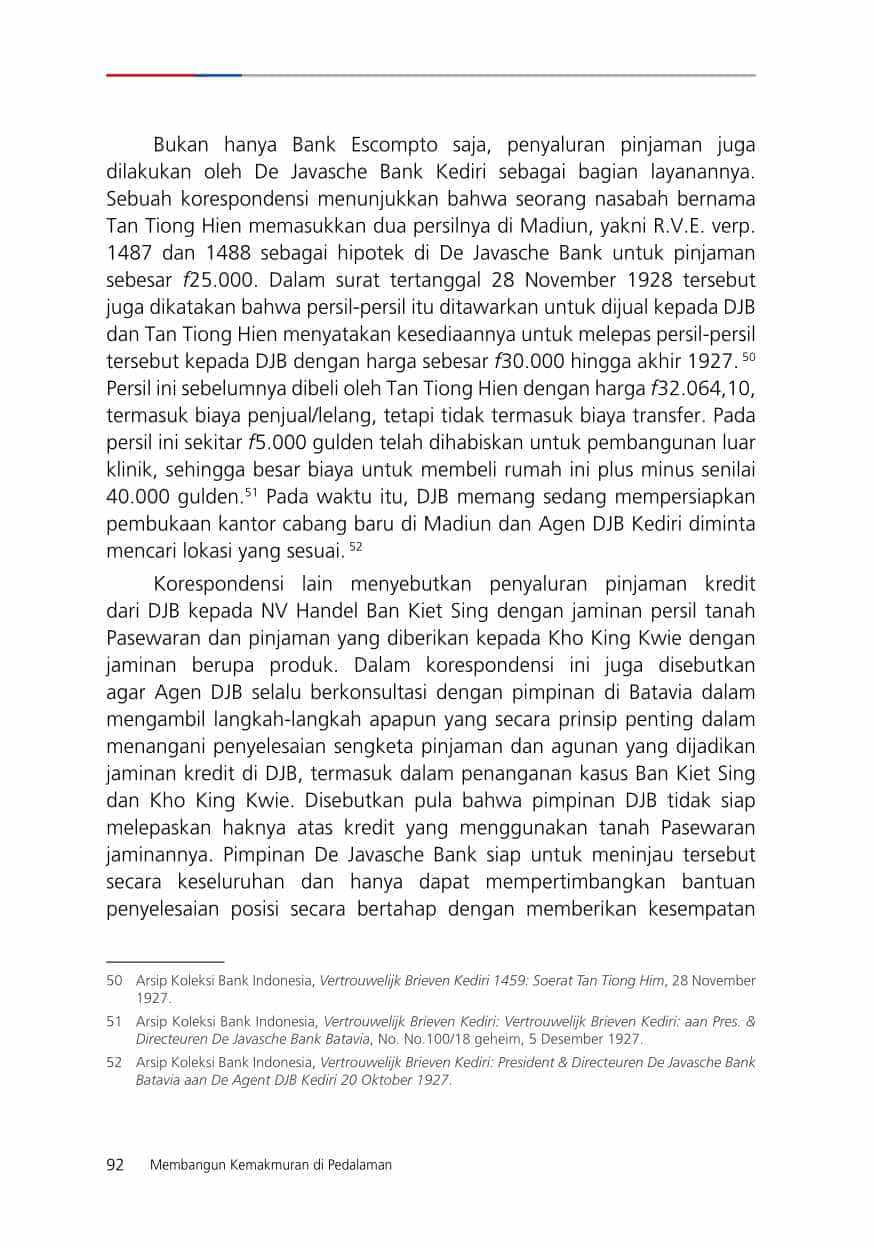 Bukan hanya Bank Escompto saja, penyaluran pinjaman juga
dilakukan oleh De Javasche Bank Kediri sebagai bagian layanannya.
Sebuah korespondensi menunjukkan bahwa seorang nasabah bernama
Tan Tiong Hien memasukkan dua persilnya di Madiun, yakni R.V.E. verp.
1487 dan 1488 sebagai hipotek di De Javasche Bank untuk pinjaman
sebesar f25.000. Dalam surat tertanggal 28 November 1928 tersebut
juga dikatakan bahwa persil-persil itu ditawarkan untuk dijual kepada DJB
dan Tan Tiong Hien menyatakan kesediaannya untuk melepas persil-persil
tersebut kepada DJB dengan harga sebesar f30.000 hingga akhir 1927. 50
Persil ini sebelumnya dibeli oleh Tan Tiong Hien dengan harga f32.064,10,
termasuk biaya penjual/lelang, tetapi tidak termasuk biaya transfer. Pada
persil ini sekitar f5.000 gulden telah dihabiskan untuk pembangunan luar
klinik, sehingga besar biaya untuk membeli rumah ini plus minus senilai
40.000 gulden.51 Pada waktu itu, DJB memang sedang mempersiapkan
pembukaan kantor cabang baru di Madiun dan Agen DJB Kediri diminta
mencari lokasi yang sesuai. 52
Korespondensi lain menyebutkan penyaluran pinjaman kredit
dari DJB kepada NV Handel Ban Kiet Sing dengan jaminan persil tanah
Pasewaran dan pinjaman yang diberikan kepada Kho King Kwie dengan
jaminan berupa produk. Dalam korespondensi ini juga disebutkan
agar Agen DJB selalu berkonsultasi dengan pimpinan di Batavia dalam
mengambil langkah-langkah apapun yang secara prinsip penting dalam
menangani penyelesaian sengketa pinjaman dan agunan yang dijadikan
jaminan kredit di DJB, termasuk dalam penanganan kasus Ban Kiet Sing
dan Kho King Kwie. Disebutkan pula bahwa pimpinan DJB tidak siap
melepaskan haknya atas kredit yang menggunakan tanah Pasewaran
jaminannya. Pimpinan De Javasche Bank siap untuk meninjau tersebut
secara keseluruhan dan hanya dapat mempertimbangkan bantuan
penyelesaian posisi secara bertahap dengan memberikan kesempatan
50 Arsip Koleksi Bank Indonesia, Vertrouwelijk Brieven Kediri 1459: Soerat Tan Tiong Him, 28 November
1927.
51 Arsip Koleksi Bank Indonesia, Vertrouwelijk Brieven Kediri: Vertrouwelijk Brieven Kediri: aan Pres. &
Directeuren De Javasche Bank Batavia, No. No.100/18 geheim, 5 Desember 1927.
52 Arsip Koleksi Bank Indonesia, Vertrouwelijk Brieven Kediri: President & Directeuren De Javasche Bank
Batavia aan De Agent DJB Kediri 20 Oktober 1927.
92 Membangun Kemakmuran di Pedalaman